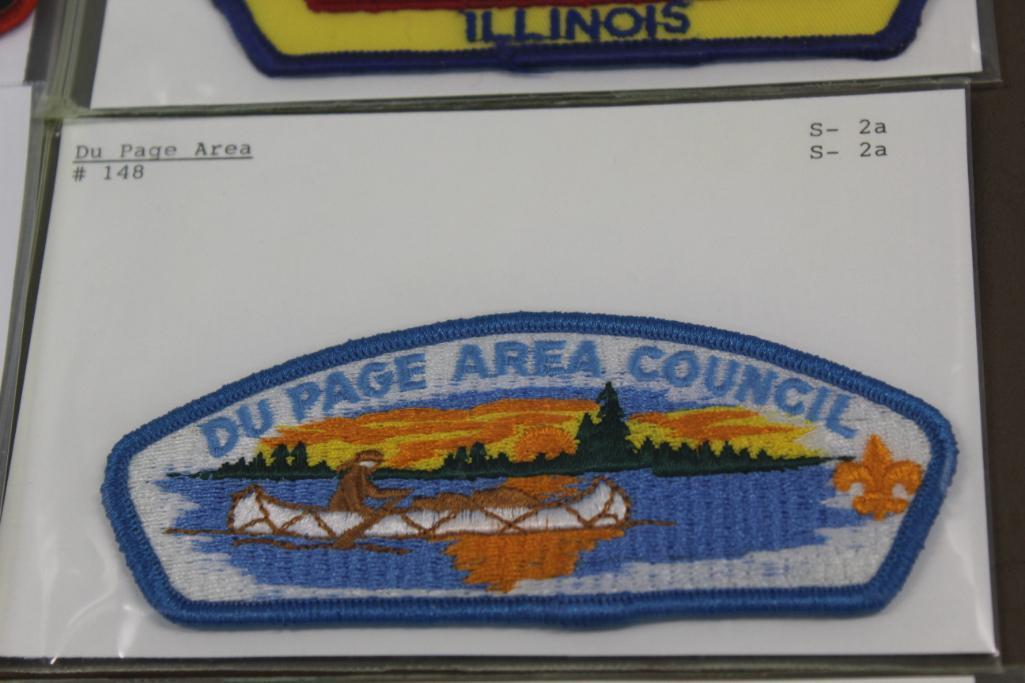 ILLINOIS
Du Page Area
# 148
S- 2a
S- 2a
DU PAGE AREA COUNCIL